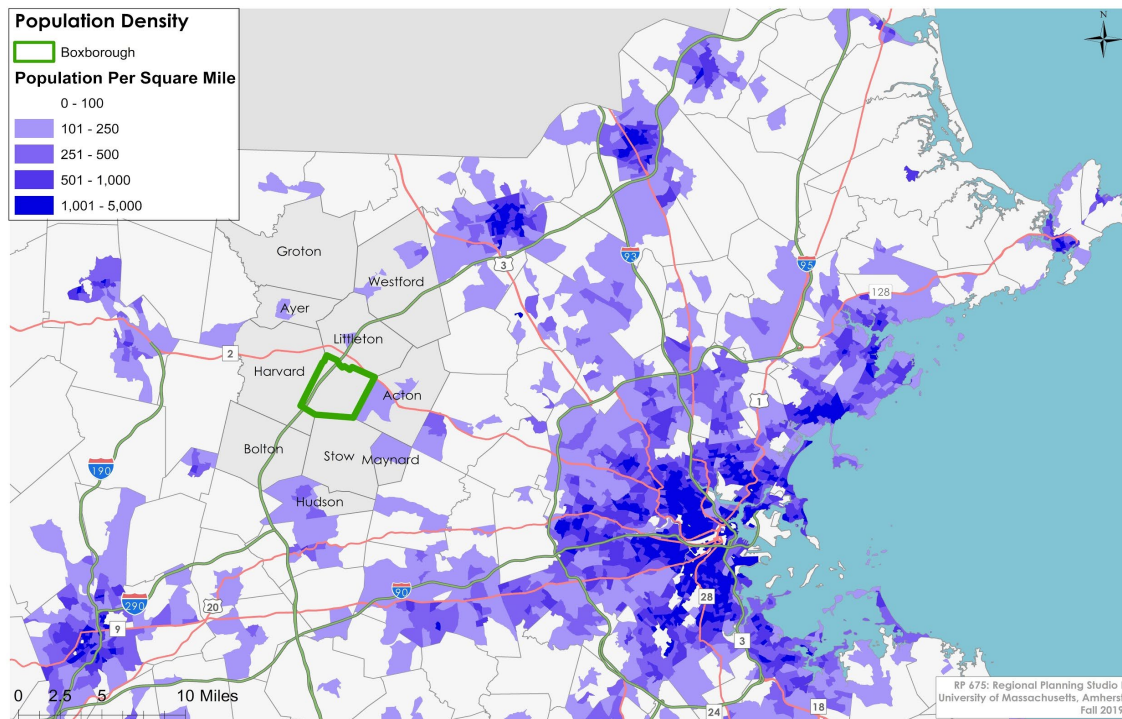 Population Density
Boxborough
Population Per Square Mile
0 - 100
101 - 250
251 - 500
501 - 1,000
1,001 - 5,000
N
Groton
Westford
3
93
95
128
Ayer
Littleton
2
Harvard
Acton
1
Bolton
Stow
Maynard
190
Hudson
90
20
28
290
9
3
0 2.5 5 10 Miles
24
18
RP 675: Regional Planning Studio
University of Massachusetts, Amherst
Fall 2019